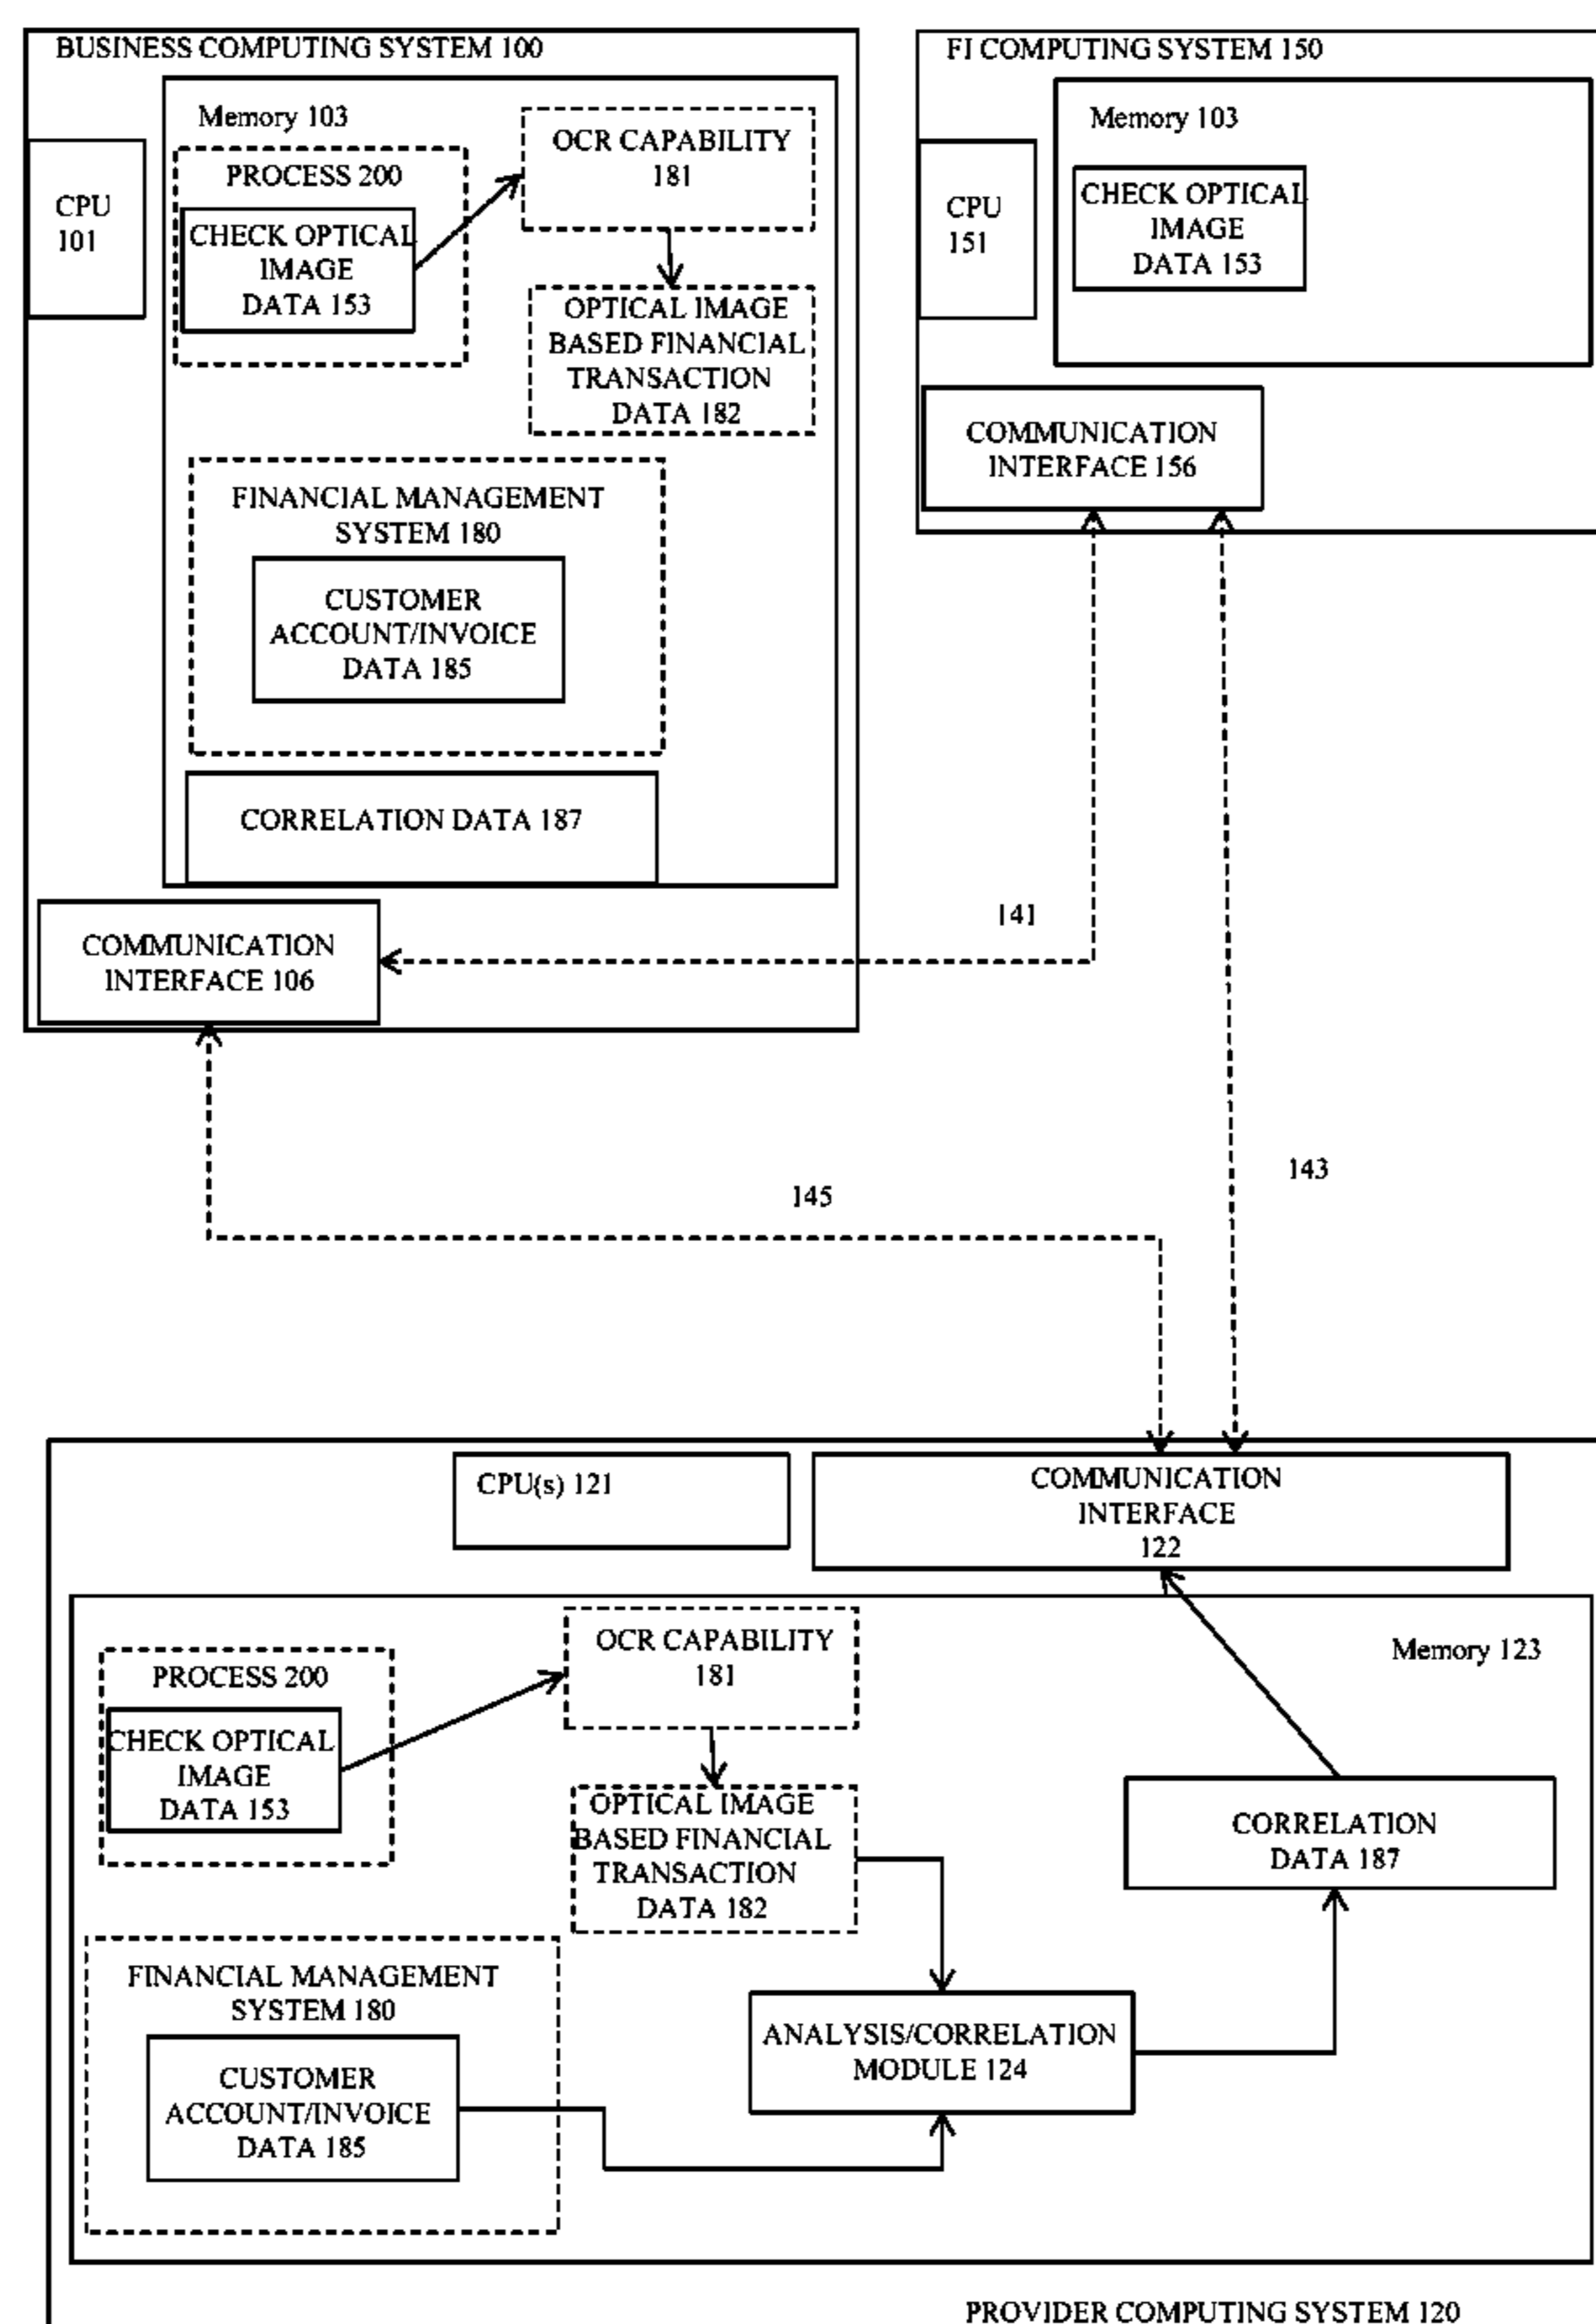 BUSINESS COMPUTING SYSTEM 100
Memory 103
CPU
101
PROCESS 200
CHECK OPTICAL
IMAGE
DATA 153
OCR CAPABILITY
181
OPTICAL IMAGE
BASED FINANCIAL
TRANSACTION
DATA 182
FINANCIAL MANAGEMENT
SYSTEM 180
CUSTOMER
ACCOUNT/INVOICE
DATA 185
CORRELATION DATA 187
COMMUNICATION
INTERFACE 106
FI COMPUTING SYSTEM 150
Memory 103
CPU
151
CHECK OPTICAL
IMAGE
DATA 153
COMMUNICATION
INTERFACE 156
141
143
145
CPU(s) 121
COMMUNICATION
INTERFACE
122
Memory 123
PROCESS 200
CHECK OPTICAL
IMAGE
DATA 153
OCR CAPABILITY
181
OPTICAL IMAGE
BASED FINANCIAL
TRANSACTION
DATA 182
CORRELATION
DATA 187
FINANCIAL MANAGEMENT
SYSTEM 180
CUSTOMER
ACCOUNT/INVOICE
DATA 185
ANALYSIS/CORRELATION
MODULE 124
PROVIDER COMPUTING SYSTEM 120